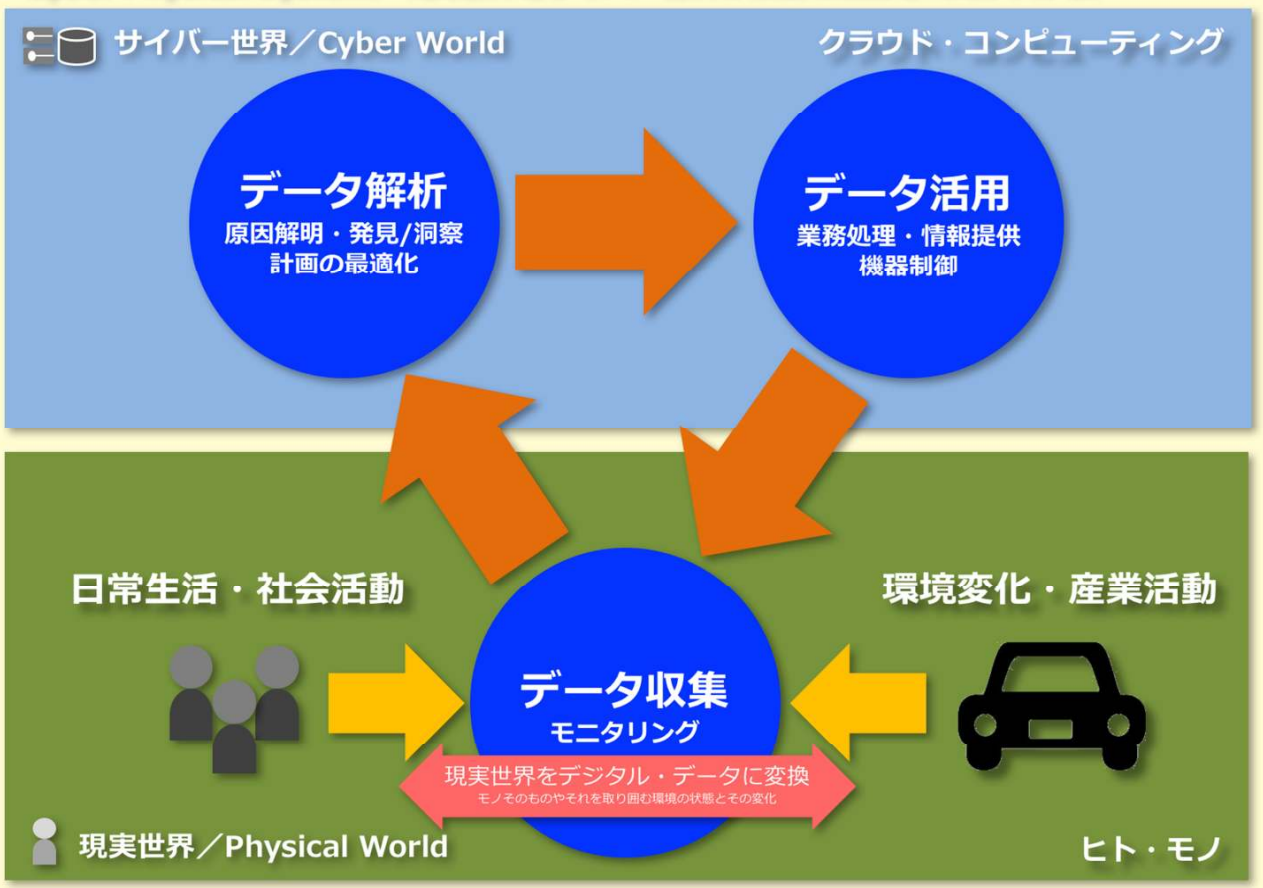 サイバー世界／Cyber World
クラウド・コンピューティング
データ解析
原因解明・発見/洞察
計画の最適化
データ活用
業務処理・情報提供
機器制御
日常生活・社会活動
環境変化・産業活動
データ収集
モニタリング
現実世界をデジタル・データに変換
モノそのものやそれを取り囲む環境の状態とその変化
現実世界／Physical World
ヒト・モノ